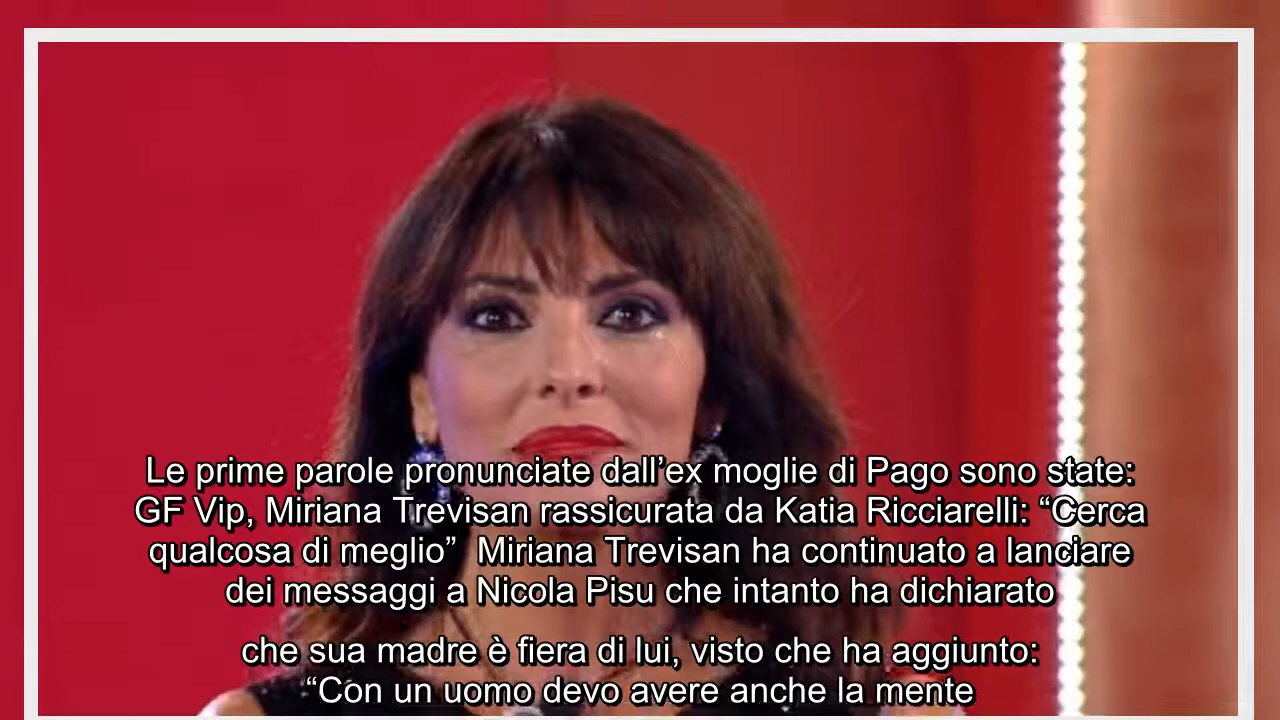 Le prime parole pronunciate dall’ex moglie di Pago sono state:
GF Vip, Miriana Trevisan rassicurata da Katia Ricciarelli: “Cerca
qualcosa di meglio”  Miriana Trevisan ha continuato a lanciare
dei messaggi a Nicola Pisu che intanto ha dichiarato
che sua madre è fiera di lui, visto che ha aggiunto:
“Con un uomo devo avere anche la mente